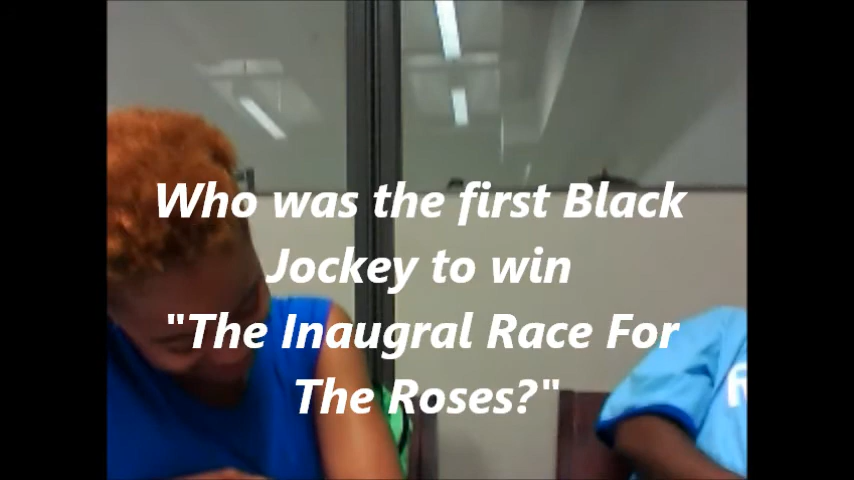 Who was the first Black
Jockey to win
"The Inaugral Race For
The Roses?"